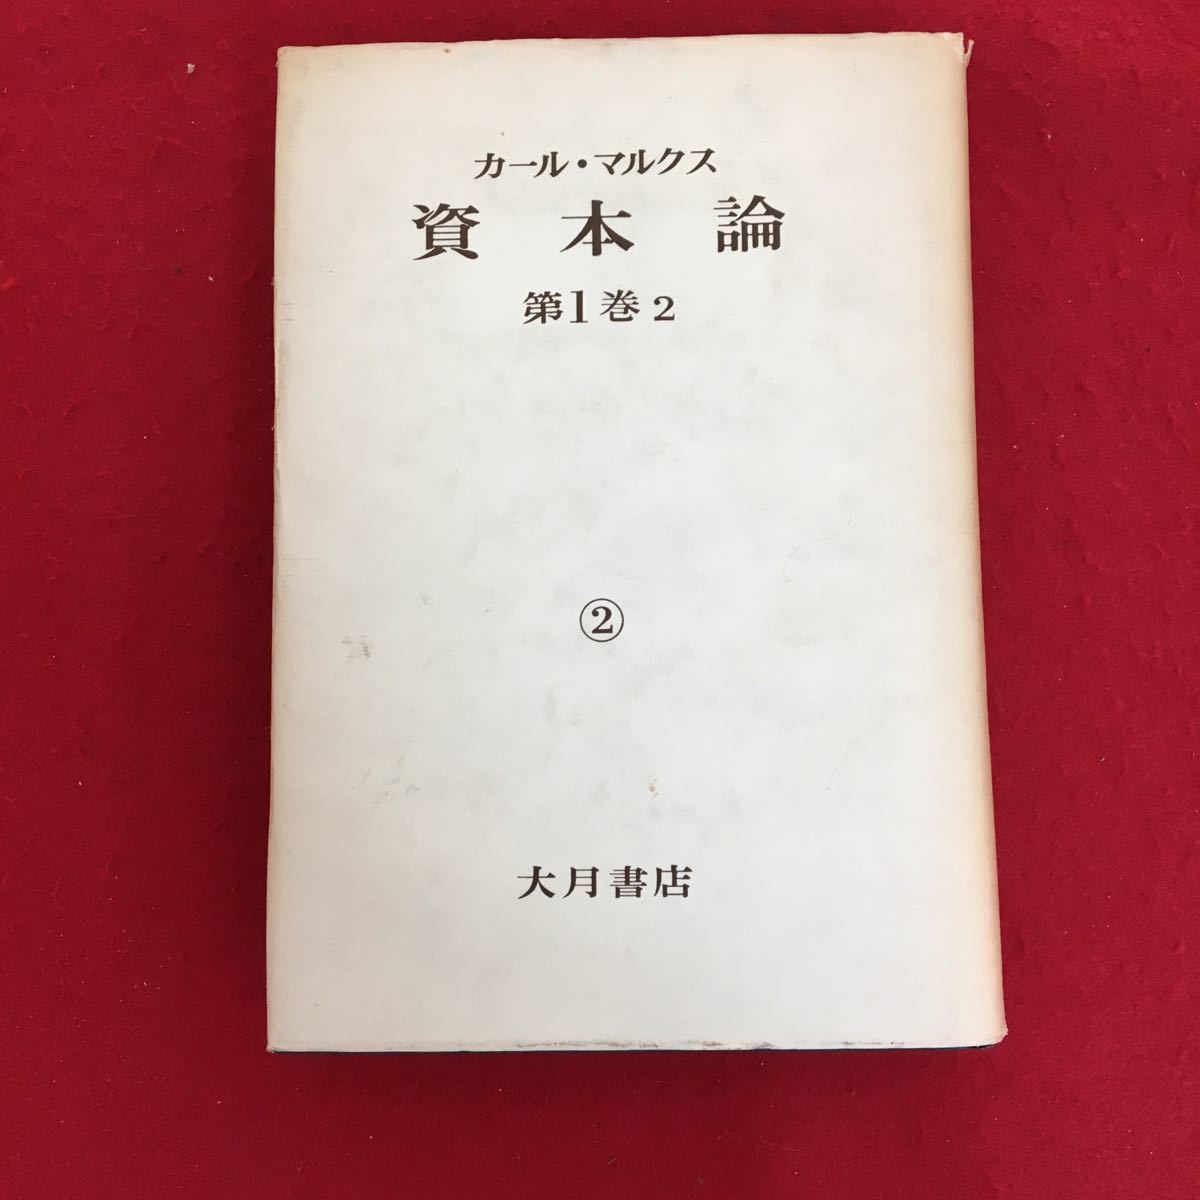 カール・マルクス
資本論
第1巻2
②
大月書店